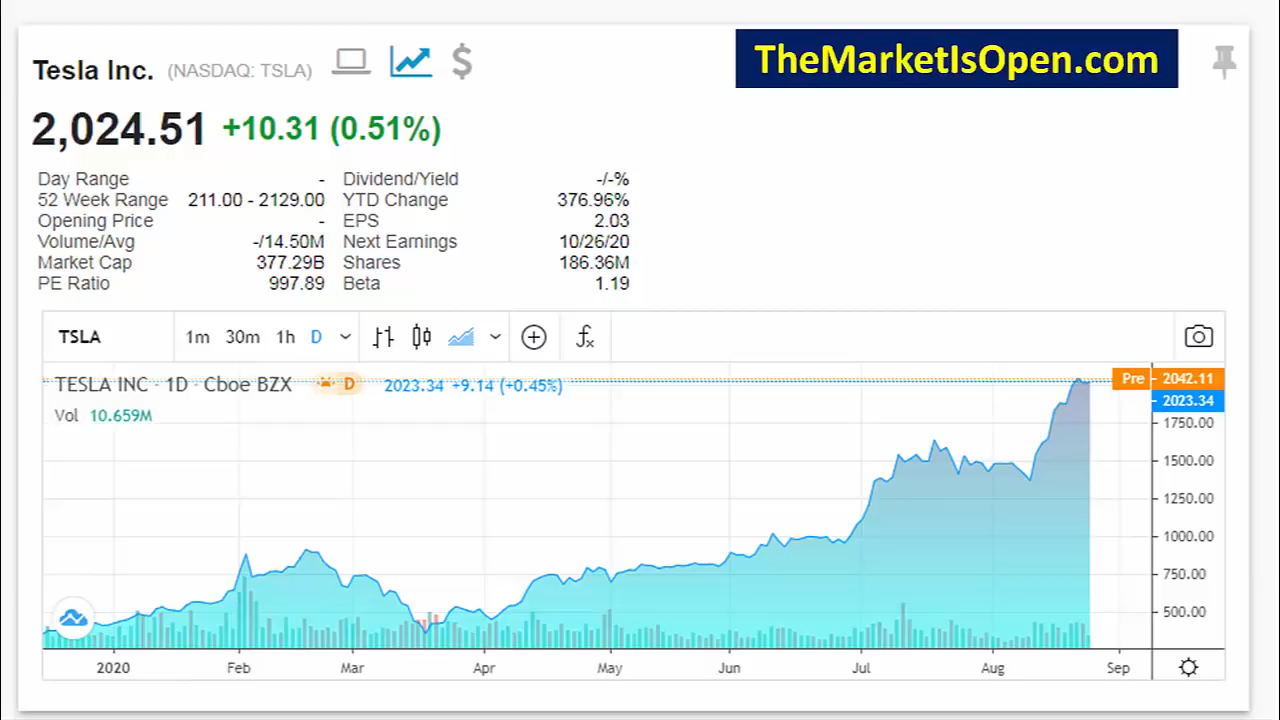 Tesla Inc. (NASDAQ: TSLA) $
TheMarketIsOpen.com
2,024.51 +10.31 (0.51%)
Day Range - Dividend/Yield -/-%
52 Week Range 211.00 - 2129.00 YTD Change 376.96%
Opening Price - EPS 2.03
Volume/Avg -/14.50M Next Earnings 10/26/20
Market Cap 377.29B Shares 186.36M
PE Ratio 997.89 Beta 1.19
TSLA 1m 30m 1h D fx
TESLA INC · 1D · Cboe BZX D 2023.34 +9.14 (+0.45%)
Pre 2042.11
2023.34
Vol 10.659M
1750.00
1500.00
1250.00
1000.00
750.00
500.00
2020 Feb Mar Apr May Jun Jul Aug Sep